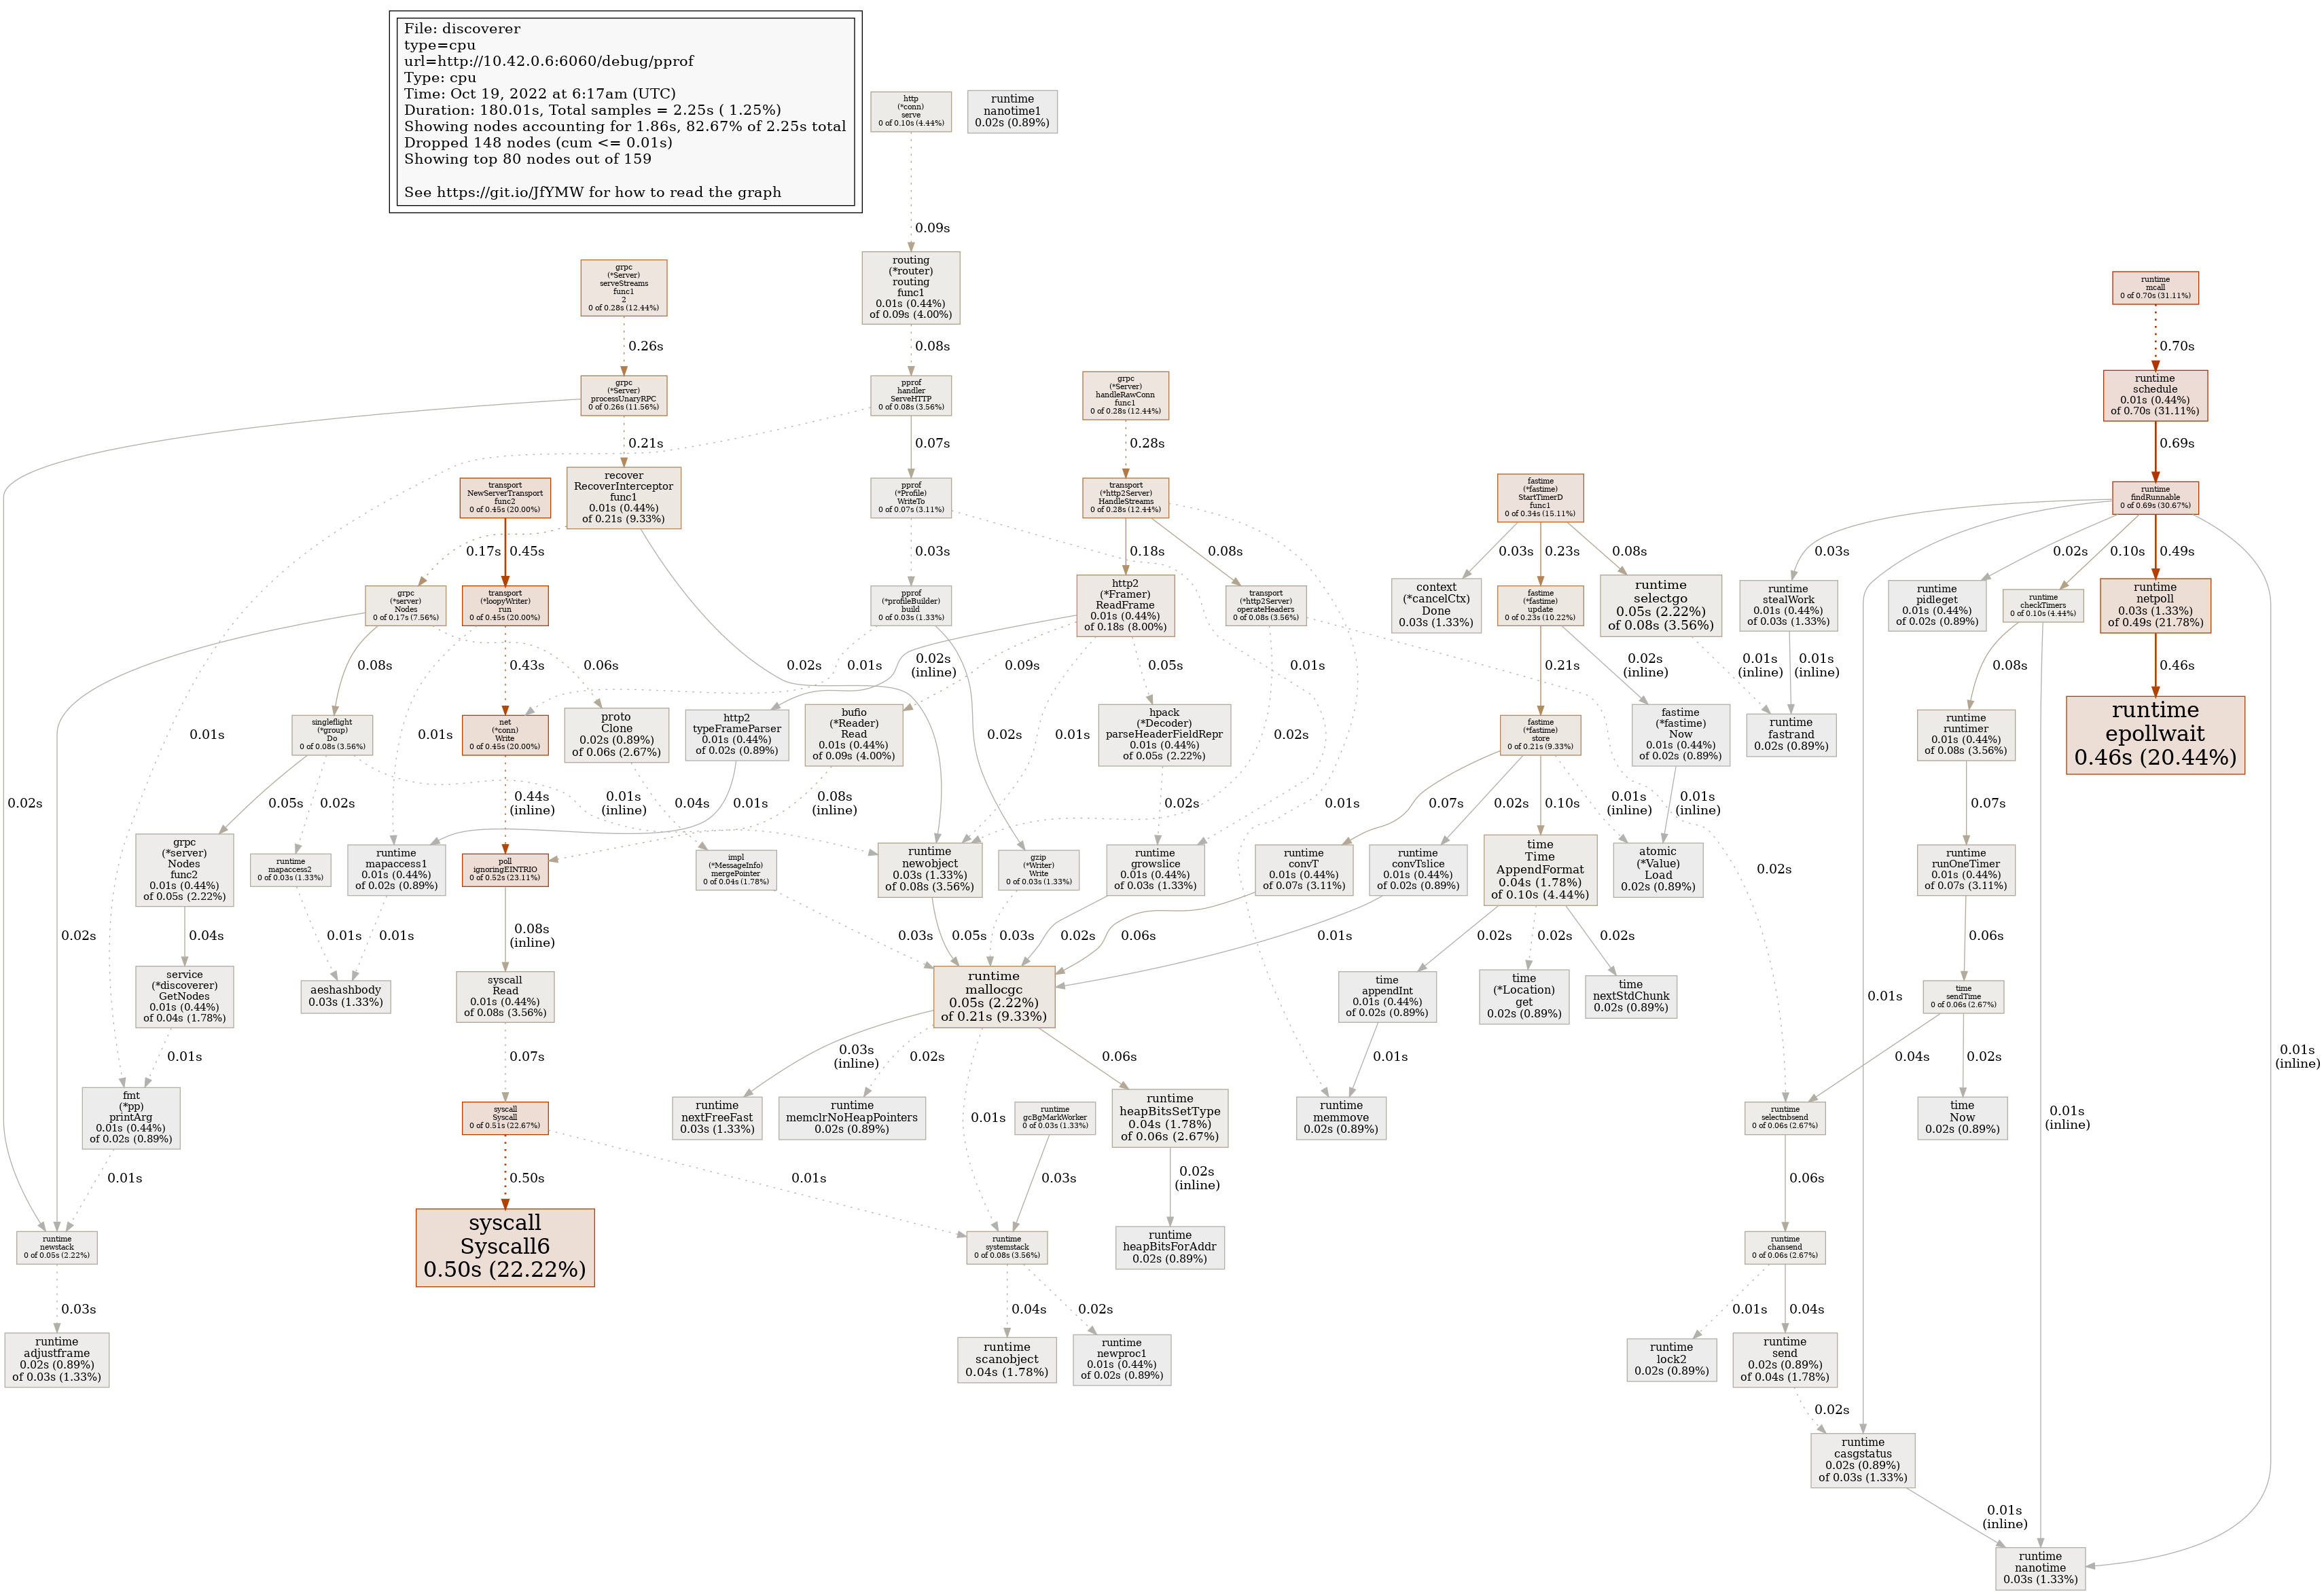 File: discoverer
type=cpu
url=http://10.42.0.6:6060/debug/pprof
Type: cpu
Time: Oct 19, 2022 at 6:17am (UTC)
Duration: 180.01s, Total samples = 2.25s ( 1.25%)
Showing nodes accounting for 1.86s, 82.67% of 2.25s total
Dropped 148 nodes (cum <= 0.01s)
Showing top 80 nodes out of 159
See https://git.io/JfYMW for how to read the graph
http
(*conn)
serve
0 of 0.10s (4.44%)
runtime
nanotime1
0.02s (0.89%)
0.09s
grpc
(*Server)
serveStreams
func1
2
0 of 0.28s (12.44%)
routing
(*router)
routing
func1
0.01s (0.44%)
of 0.09s (4.00%)
runtime
mcall
0 of 0.70s (31.11%)
0.26s
0.08s
0.70s
grpc
(*Server)
processUnaryRPC
0 of 0.26s (11.56%)
pprof
handler
ServeHTTP
0 of 0.08s (3.56%)
grpc
(*Server)
handleRawConn
func1
0 of 0.28s (12.44%)
runtime
schedule
0.01s (0.44%)
of 0.70s (31.11%)
0.21s
0.07s
0.28s
0.69s
transport
NewServerTransport
func2
0 of 0.45s (20.00%)
recover
RecoverInterceptor
func1
0.01s (0.44%)
of 0.21s (9.33%)
pprof
(*Profile)
WriteTo
0 of 0.07s (3.11%)
transport
(*http2Server)
HandleStreams
0 of 0.28s (12.44%)
fastime
(*fastime)
StartTimerD
func1
0 of 0.34s (15.11%)
runtime
findRunnable
0 of 0.69s (30.67%)
0.17s
0.45s
0.03s
0.18s
0.08s
0.03s
0.23s
0.08s
0.03s
0.02s
0.10s
0.49s
grpc
(*server)
Nodes
0 of 0.17s (7.56%)
transport
(*loopyWriter)
run
0 of 0.45s (20.00%)
pprof
(*profileBuilder)
build
0 of 0.03s (1.33%)
http2
(*Framer)
ReadFrame
0.01s (0.44%)
of 0.18s (8.00%)
transport
(*http2Server)
operateHeaders
0 of 0.08s (3.56%)
context
(*cancelCtx)
Done
0.03s (1.33%)
fastime
(*fastime)
update
0 of 0.23s (10.22%)
runtime
selectgo
0.05s (2.22%)
of 0.08s (3.56%)
runtime
stealWork
0.01s (0.44%)
of 0.03s (1.33%)
runtime
pidleget
0.01s (0.44%)
of 0.02s (0.89%)
runtime
checkTimers
0 of 0.10s (4.44%)
runtime
netpoll
0.03s (1.33%)
of 0.49s (21.78%)
0.08s
0.43s
0.06s
0.02s
0.01s
0.02s
(inline)
0.09s
0.05s
0.01s
0.21s
0.02s
(inline)
0.01s
(inline)
0.01s
(inline)
0.08s
0.46s
singleflight
(*group)
Do
0 of 0.08s (3.56%)
net
(*conn)
Write
0 of 0.45s (20.00%)
proto
Clone
0.02s (0.89%)
of 0.06s (2.67%)
http2
typeFrameParser
0.01s (0.44%)
of 0.02s (0.89%)
bufio
(*Reader)
Read
0.01s (0.44%)
of 0.09s (4.00%)
hpack
(*Decoder)
parseHeaderFieldRepr
0.01s (0.44%)
of 0.05s (2.22%)
fastime
(*fastime)
store
0 of 0.21s (9.33%)
fastime
(*fastime)
Now
0.01s (0.44%)
of 0.02s (0.89%)
runtime
fastrand
0.02s (0.89%)
runtime
runtimer
0.01s (0.44%)
of 0.08s (3.56%)
runtime
epollwait
0.46s (20.44%)
0.01s
0.01s
0.02s
0.01s
0.02s
0.02s
0.05s
0.02s
0.01s
(inline)
0.44s
(inline)
0.04s
0.01s
0.08s
(inline)
0.02s
0.01s
0.07s
0.02s
0.10s
0.01s
(inline)
0.01s
(inline)
0.07s
grpc
(*server)
Nodes
func2
0.01s (0.44%)
of 0.05s (2.22%)
runtime
mapaccess2
0 of 0.03s (1.33%)
runtime
mapaccess1
0.01s (0.44%)
of 0.02s (0.89%)
poll
ignoringEINTRIO
0 of 0.52s (23.11%)
impl
(*MessageInfo)
mergePointer
0 of 0.04s (1.78%)
runtime
newobject
0.03s (1.33%)
of 0.08s (3.56%)
gzip
(*Writer)
Write
0 of 0.03s (1.33%)
runtime
growslice
0.01s (0.44%)
of 0.03s (1.33%)
runtime
convT
0.01s (0.44%)
of 0.07s (3.11%)
runtime
convTslice
0.01s (0.44%)
of 0.02s (0.89%)
time
Time
AppendFormat
0.04s (1.78%)
of 0.10s (4.44%)
atomic
(*Value)
Load
0.02s (0.89%)
runtime
runOneTimer
0.01s (0.44%)
of 0.07s (3.11%)
0.02s
0.02s
0.04s
0.01s
0.01s
0.08s
(inline)
0.03s
0.05s
0.03s
0.02s
0.06s
0.01s
0.02s
0.02s
0.02s
0.06s
service
(*discoverer)
GetNodes
0.01s (0.44%)
of 0.04s (1.78%)
aeshashbody
0.03s (1.33%)
syscall
Read
0.01s (0.44%)
of 0.08s (3.56%)
runtime
mallocgc
0.05s (2.22%)
of 0.21s (9.33%)
time
appendInt
0.01s (0.44%)
of 0.02s (0.89%)
time
(*Location)
get
0.02s (0.89%)
time
nextStdChunk
0.02s (0.89%)
time
sendTime
0 of 0.06s (2.67%)
0.01s
0.01s
0.07s
0.03s
(inline)
0.02s
0.01s
0.06s
0.01s
0.04s
0.02s
0.01s
(inline)
0.01s
(inline)
fmt
(*pp)
printArg
0.01s (0.44%)
of 0.02s (0.89%)
syscall
Syscall
0 of 0.51s (22.67%)
runtime
nextFreeFast
0.03s (1.33%)
runtime
memclrNoHeapPointers
0.02s (0.89%)
runtime
gcBgMarkWorker
0 of 0.03s (1.33%)
runtime
heapBitsSetType
0.04s (1.78%)
of 0.06s (2.67%)
runtime
memmove
0.02s (0.89%)
runtime
selectnbsend
0 of 0.06s (2.67%)
time
Now
0.02s (0.89%)
0.01s
0.50s
0.01s
0.03s
0.02s
(inline)
0.06s
runtime
newstack
0 of 0.05s (2.22%)
syscall
Syscall6
0.50s (22.22%)
runtime
systemstack
0 of 0.08s (3.56%)
runtime
heapBitsForAddr
0.02s (0.89%)
runtime
chansend
0 of 0.06s (2.67%)
0.03s
0.04s
0.02s
0.01s
0.04s
runtime
adjustframe
0.02s (0.89%)
of 0.03s (1.33%)
runtime
scanobject
0.04s (1.78%)
runtime
newproc1
0.01s (0.44%)
of 0.02s (0.89%)
runtime
lock2
0.02s (0.89%)
runtime
send
0.02s (0.89%)
of 0.04s (1.78%)
0.02s
runtime
casgstatus
0.02s (0.89%)
of 0.03s (1.33%)
0.01s
(inline)
runtime
nanotime
0.03s (1.33%)